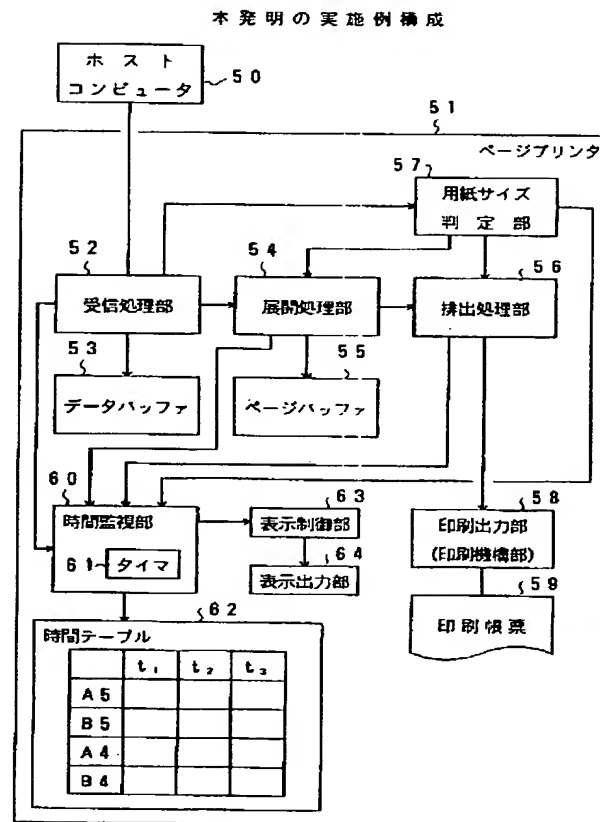 本発明の実施例構成
ホスト
コンピュータ
50
51
ページプリンタ
57
用紙サイズ
判定部
52
受信処理部
54
展開処理部
56
排出処理部
53
データバッファ
55
ページバッファ
60
時間監視部
61 タイマ
63
表示制御部
64
表示出力部
58
印刷出力部
(印刷機構部)
59
印刷帳票
62
時間テーブル
t₁ t₂ t₃
A5
B5
A4
B4